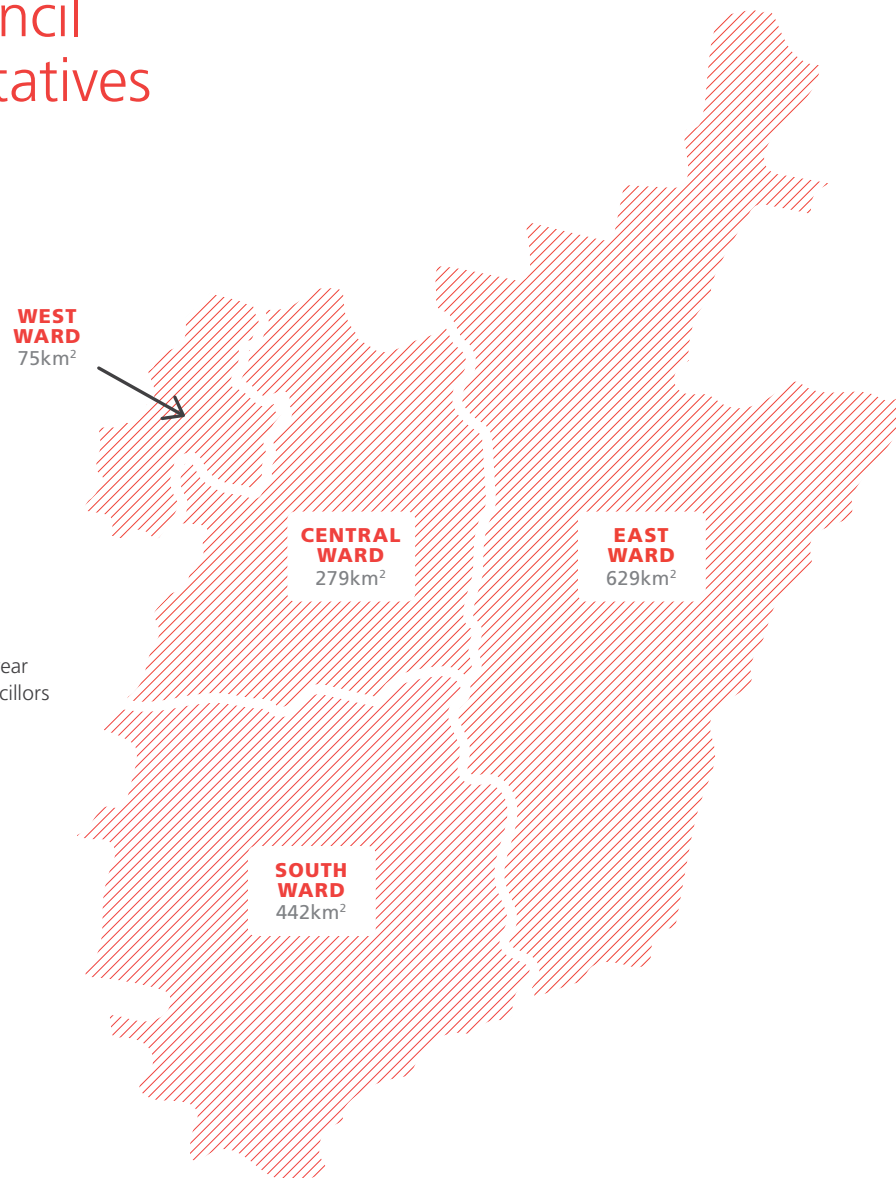 ncil
tatives
WEST
WARD
75km²
CENTRAL
WARD
279km²
EAST
WARD
629km²
ear
cillors
SOUTH
WARD
442km²